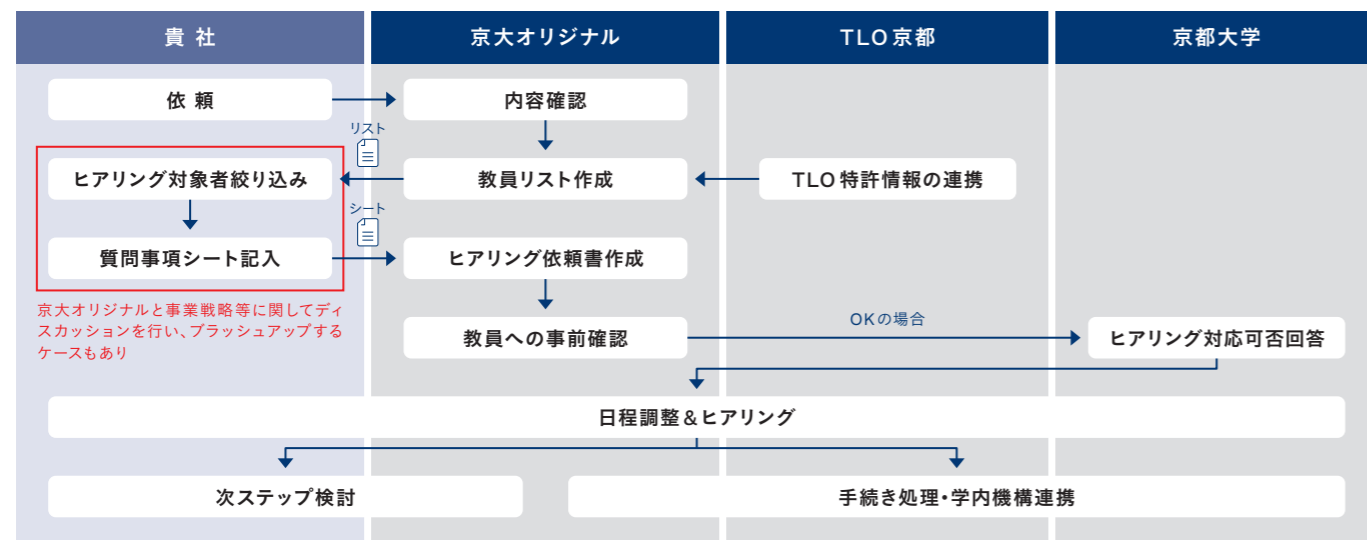 貴社
京大オリジナル
TLO京都
京都大学
依頼
内容確認
リスト
ヒアリング対象者絞り込み
教員リスト作成
TLO特許情報の連携
シート
質問事項シート記入
ヒアリング依頼書作成
京大オリジナルと事業戦略等に関してディ
スカッションを行い、ブラッシュアップする
ケースもあり
教員への事前確認
OKの場合
ヒアリング対応可否回答
日程調整&ヒアリング
次ステップ検討
手続き処理・学内機構連携